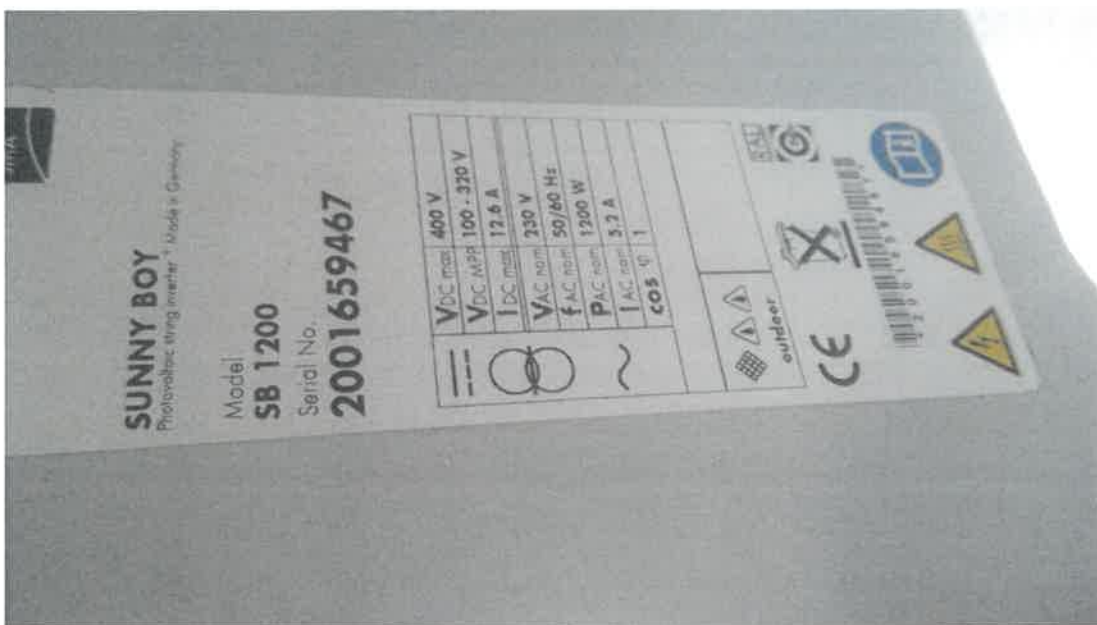 SMA
SUNNY BOY
Photovoltaic string inverter Made in Germany
Model
SB 1200
Serial No.
2001659467
VDC max 400 V
VDC MPP 100 - 320 V
IDC max 12.6 A
VAC nom 230 V
fAC nom 50/60 Hz
PAC nom 1200 W
IAC nom 5.2 A
cos φ 1
outdoor
RAL
CE